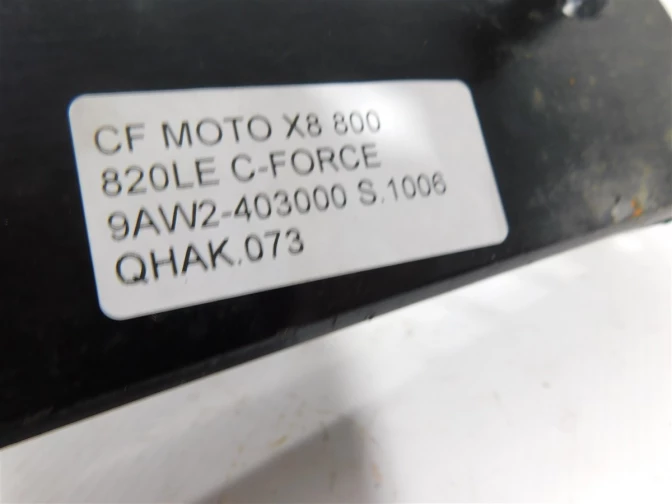 CF MOTO X8 800
820LE C-FORCE
9AW2-403000 S.1006
QHAK.073